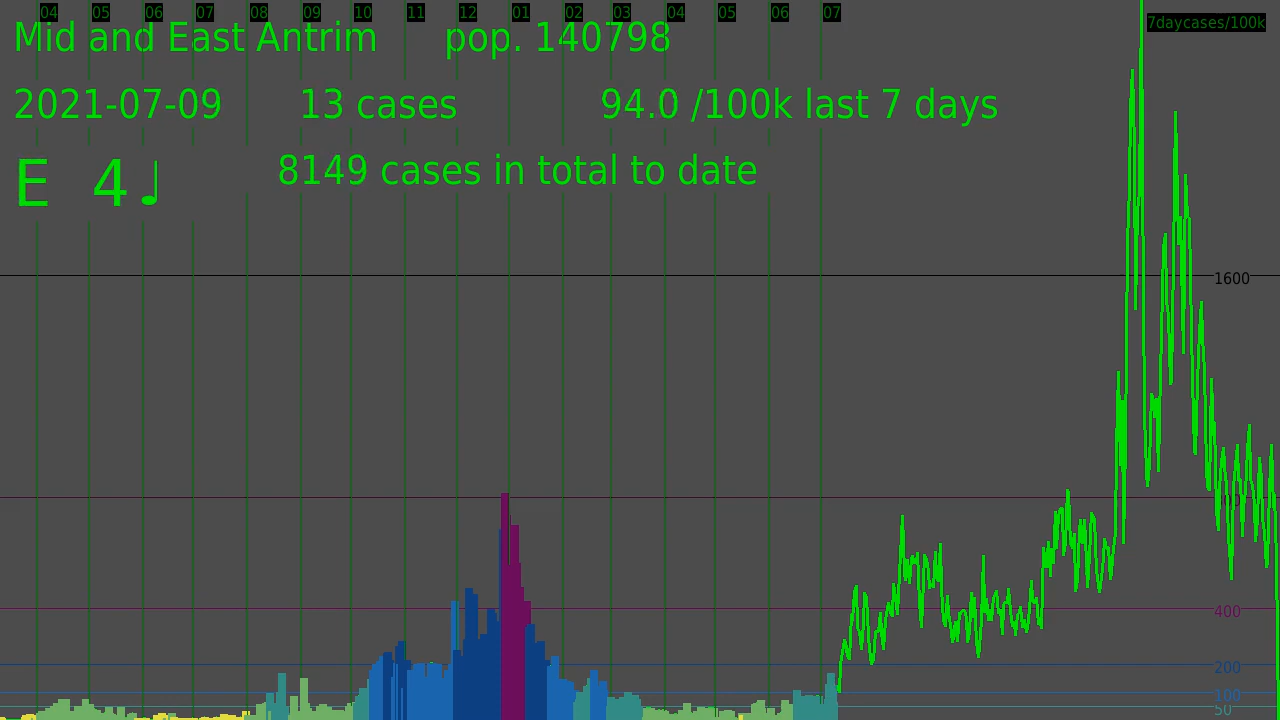 04 05 06 07 08 09 10 11 12 01 02 03 04 05 06 07
7daycases/100k
Mid and East Antrim pop. 140798
2021-07-09 13 cases 94.0 /100k last 7 days
E 4♩ 8149 cases in total to date
1600
400
200
100
50